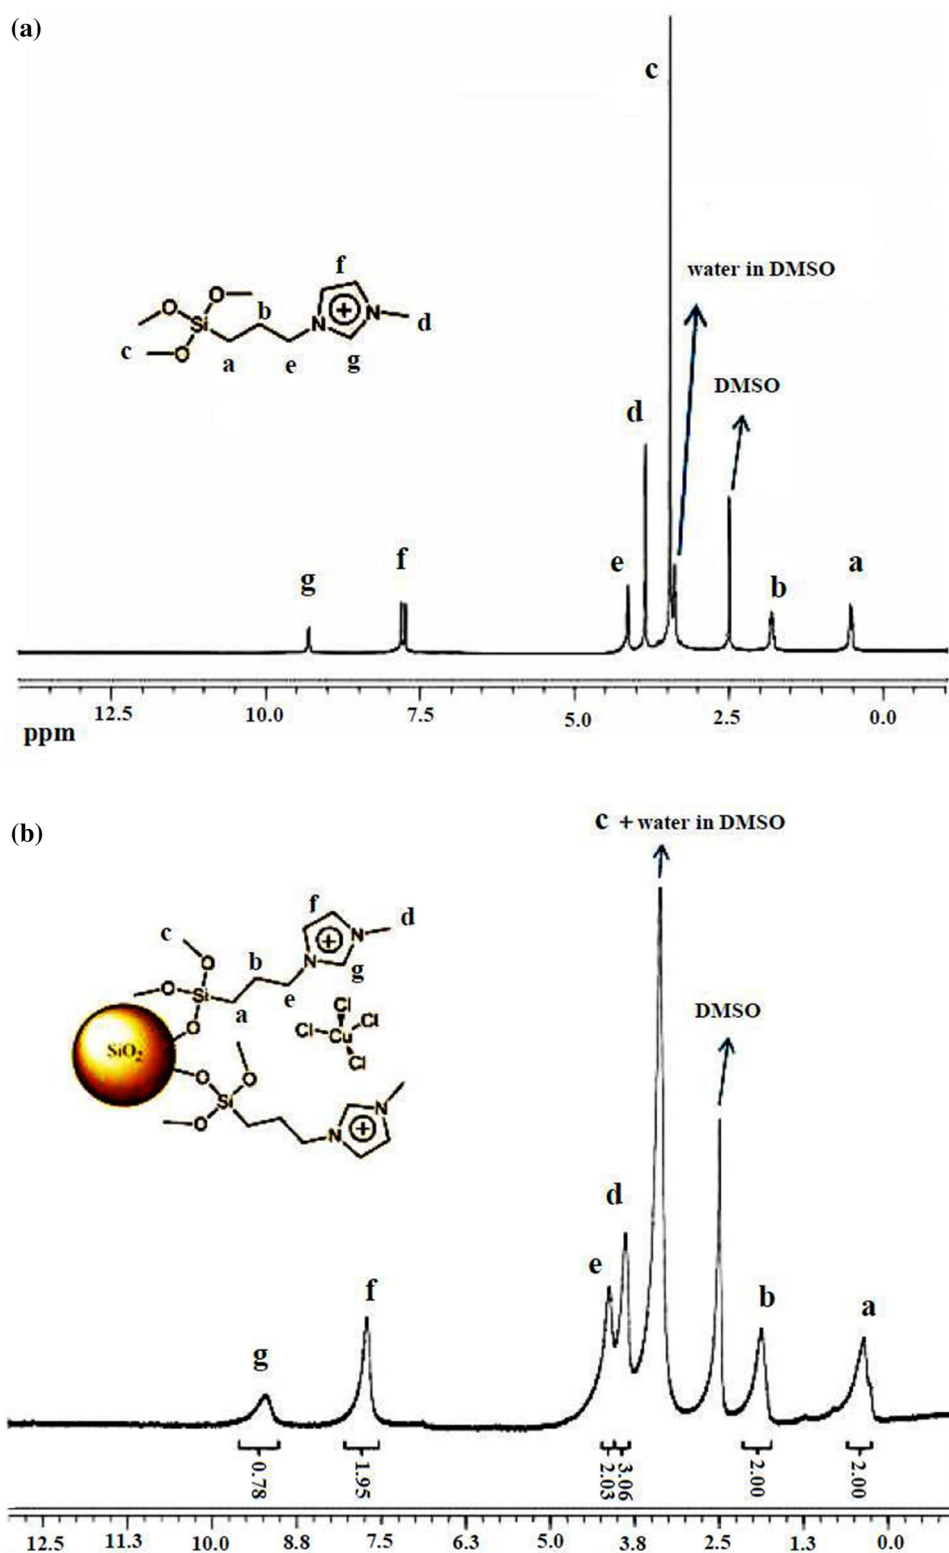 (a)
c
water in DMSO
f
O
O
b
Si
N
+
N
d
c
O
a
e
g
DMSO
d
g
f
e
b
a
12.5 10.0 7.5 5.0 2.5 0.0
ppm
(b)
c + water in DMSO
f
d
c
+
N
O
b
N
g
O
Si
a
e
DMSO
O
Cl
Cl
Cu
Cl
Cl
SiO2
O
O
Si
N
O
N
+
d
e
f
b
a
g
0.78 1.95 2.03 3.06 2.00 2.00
12.5 11.3 10.0 8.8 7.5 6.3 5.0 3.8 2.5 1.3 0.0